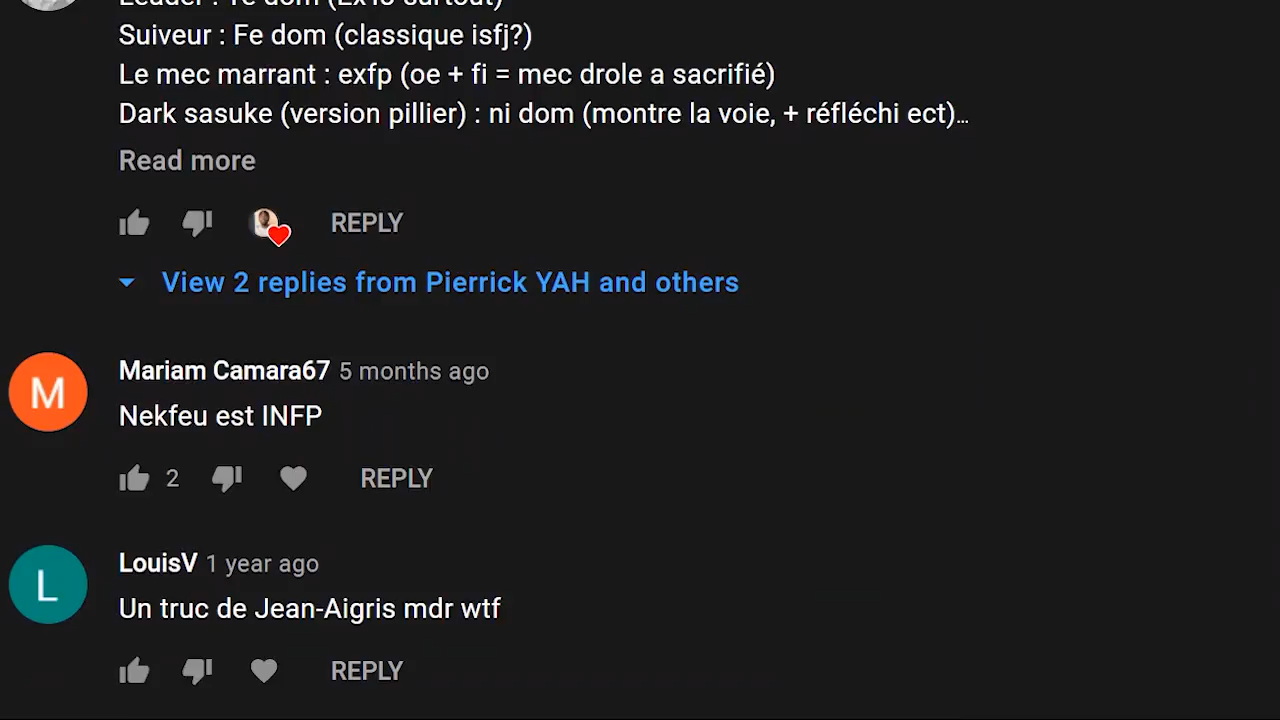 Suiveur : Fe dom (classique isfj?)
Le mec marrant : exfp (oe + fi = mec drole a sacrifié)
Dark sasuke (version pillier) : ni dom (montre la voie, + réfléchi ect)…
Read more
REPLY
View 2 replies from Pierrick YAH and others
M
Mariam Camara67 5 months ago
Nekfeu est INFP
2 REPLY
L
LouisV 1 year ago
Un truc de Jean-Aigris mdr wtf
REPLY